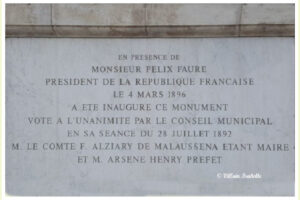 EN PRESENCE DE
MONSIEUR FELIX FAURE
PRESIDENT DE LA REPUBLIQUE FRANCAISE
LE 4 MARS 1896
A ETE INAUGURE CE MONUMENT
VOTE A L'UNANIMITE PAR LE CONSEIL MUNICIPAL
EN SA SEANCE DU 28 JUILLET 1892
M. LE COMTE F. ALZIARY DE MALAUSSENA ETANT MAIRE
ET M. ARSENE HENRY PREFET